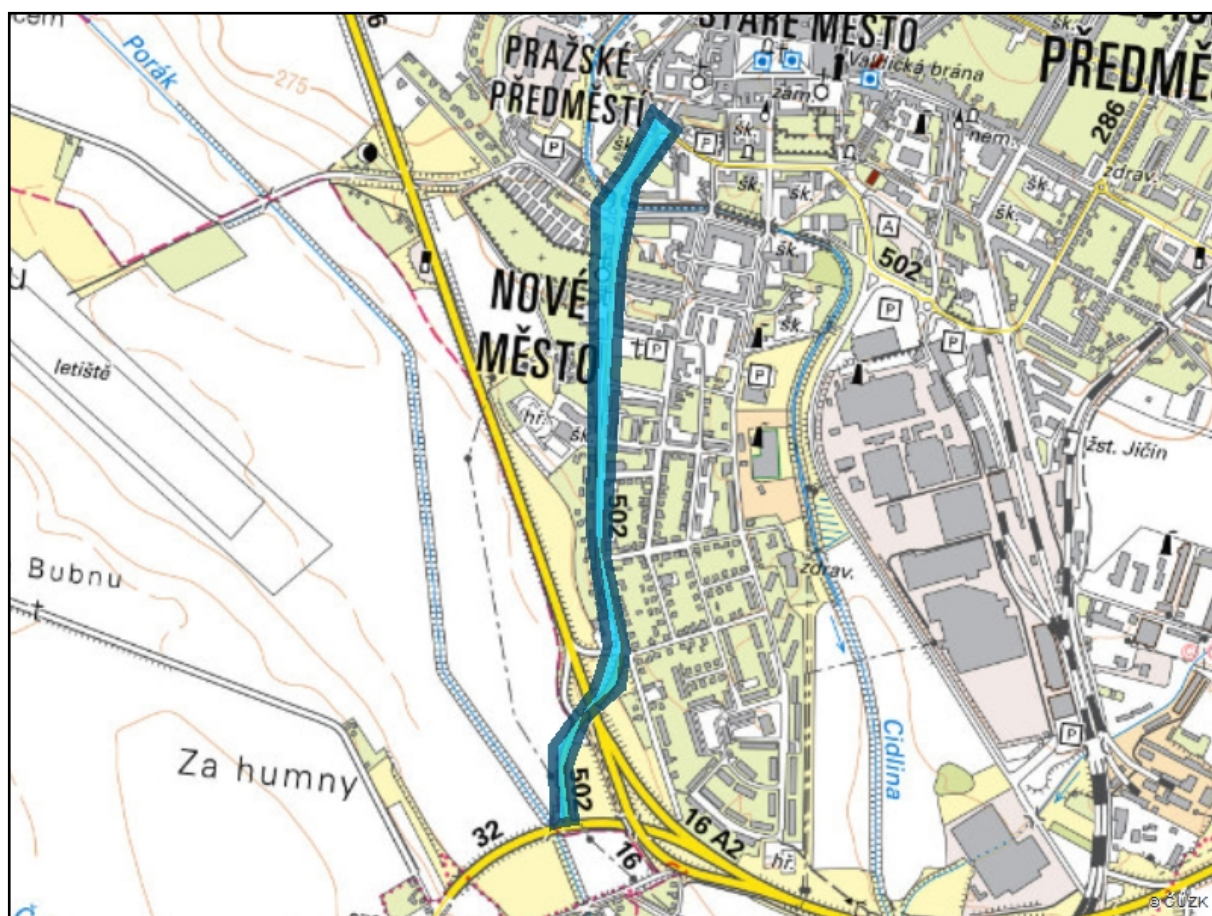 cem
6
STARÉ MĚSTO
Porák
PRAŽSKÉ
Valdická brána
PŘEDMĚ
275
PŘEDMĚSTÍ
zám.
286
P
šk.
P
šk.
nem.
zdrav.
šk.
šk.
šk.
A
šk.
502
u
NOVÉ
šk.
P
šk.
P
MĚSTO
P
letiště
P
hř.
šk.
žst. Jičín
502
Bubnu
zdrav.
Cidlina
Za humny
P
502
32
16 A2
16
hř.
© ČÚZK